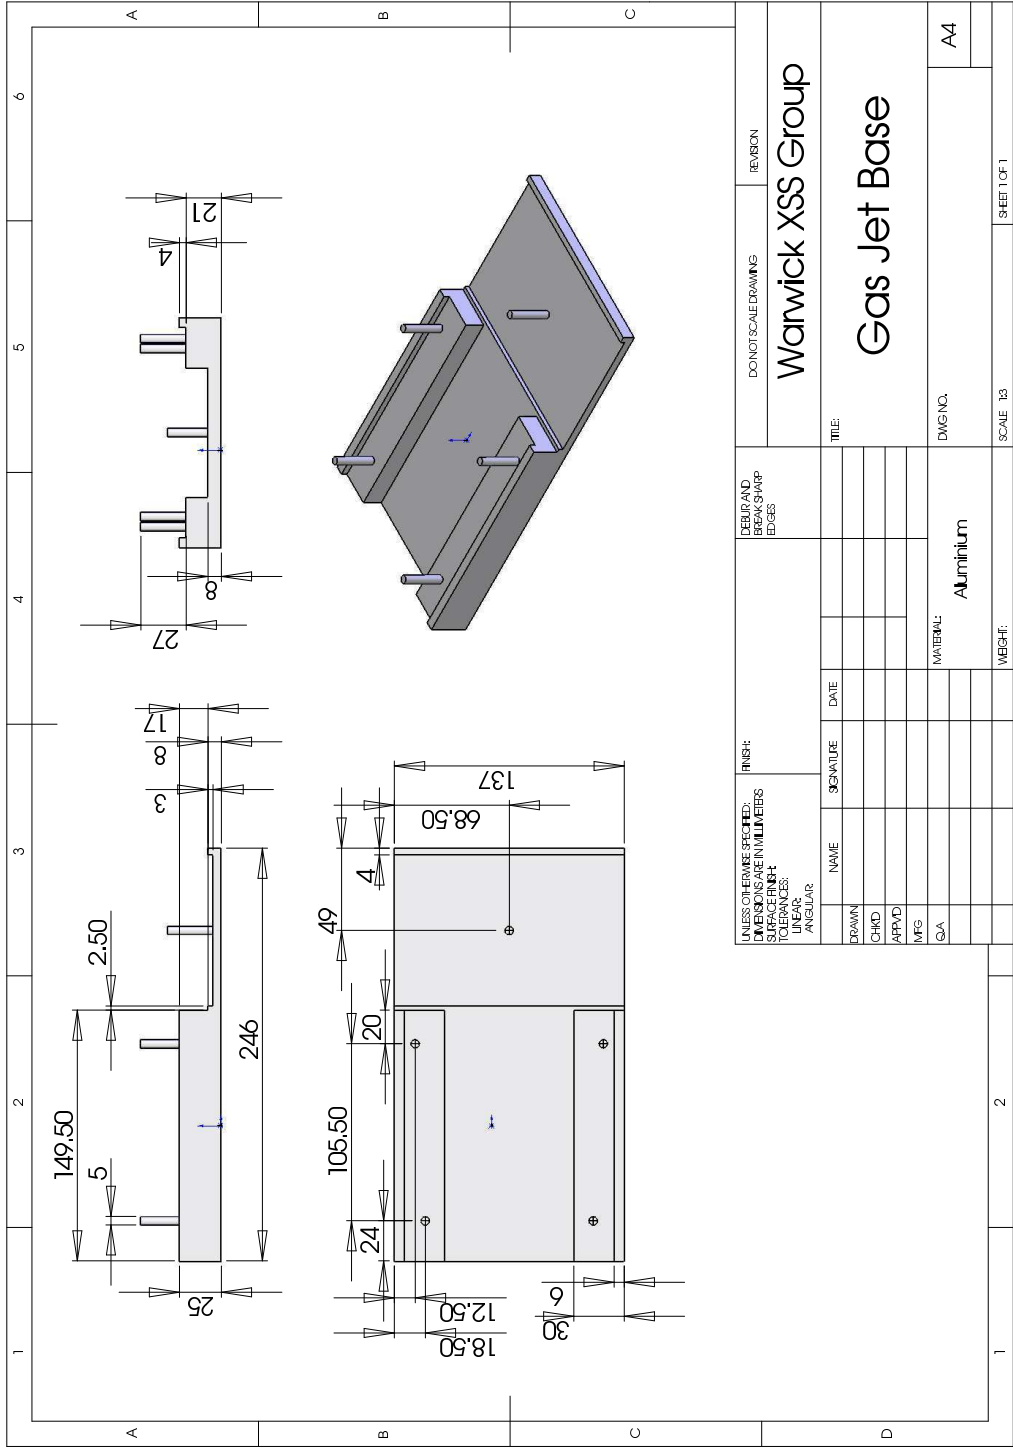 6
5
4
3
2
1
A
B
C
A
B
C
D
2
1
149.50
2.50
5
25
246
3
8
17
27
8
4
21
105.50
49
24
20
4
68.50
137
12.50
18.50
6
30
UNLESS OTHERWISE SPECIFIED:
DIMENSIONS ARE IN MILLIMETERS
SURFACE FINISH:
TOLERANCES:
LINEAR:
ANGULAR:
FINISH:
DEBUR AND
BREAK SHARP
EDGES
DO NOT SCALE DRAWING
REVISION
Warwick XSS Group
NAME
SIGNATURE
DATE
DRAWN
CHK'D
APPV'D
MFG
Q.A
TITLE:
Gas Jet Base
MATERIAL:
Aluminium
DWG NO.
A4
WEIGHT:
SCALE 1:3
SHEET 1 OF 1